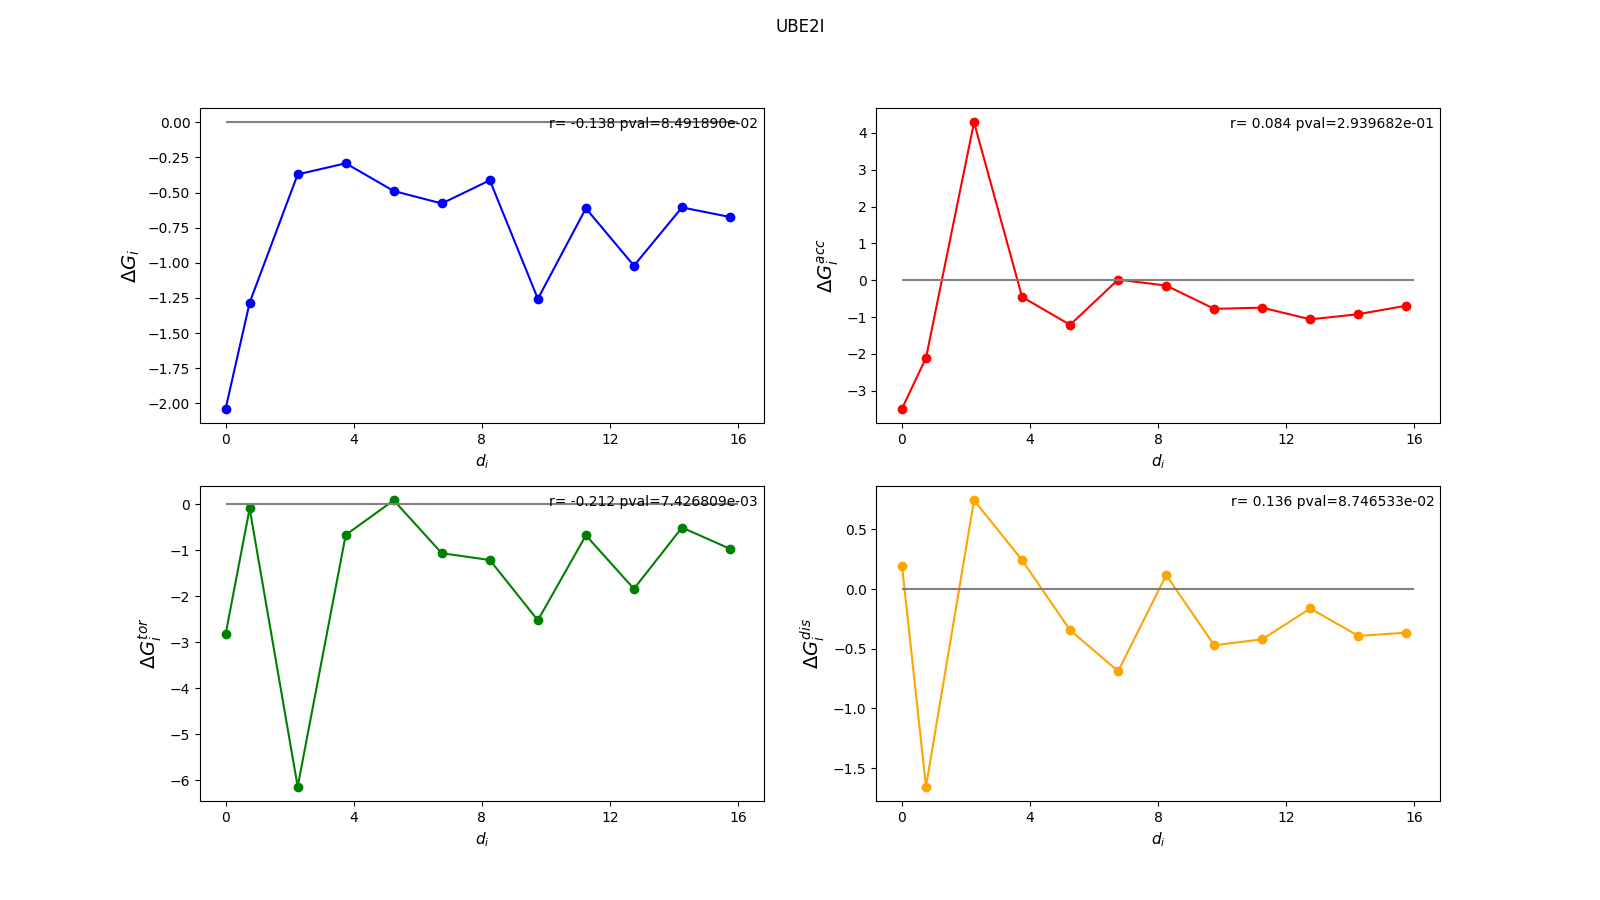 UBE2I
r= -0.138 pval=8.491890e-02
0.00
−0.25
−0.50
−0.75
−1.00
−1.25
−1.50
−1.75
−2.00
ΔG_i
0 4 8 12 16
d_i
r= 0.084 pval=2.939682e-01
4
3
2
1
0
−1
−2
−3
ΔG_i^{acc}
0 4 8 12 16
d_i
r= -0.212 pval=7.426809e-03
0
−1
−2
−3
−4
−5
−6
ΔG_i^{tor}
0 4 8 12 16
d_i
r= 0.136 pval=8.746533e-02
0.5
0.0
−0.5
−1.0
−1.5
ΔG_i^{dis}
0 4 8 12 16
d_i